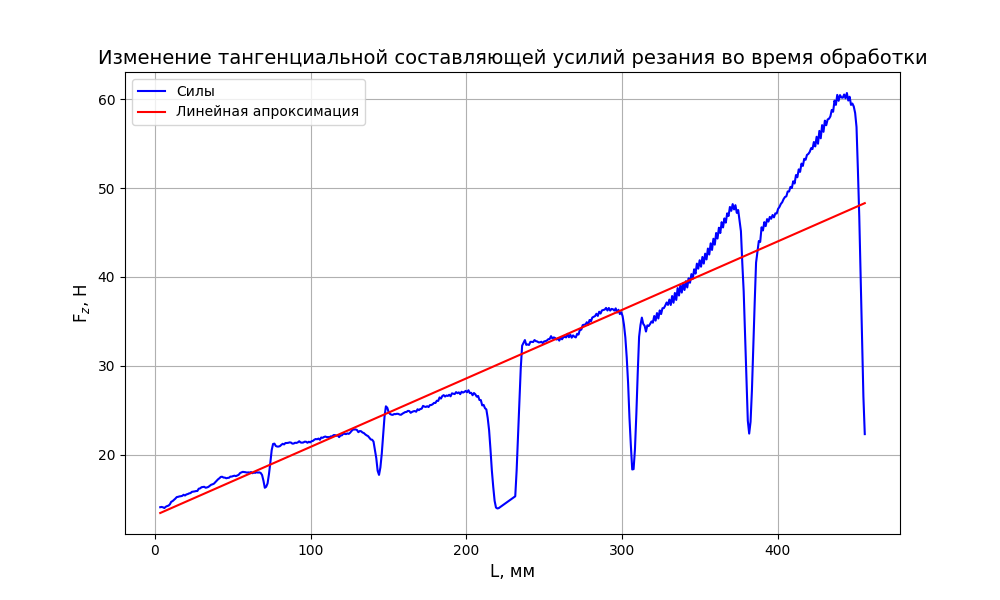 Изменение тангенциальной составляющей усилий резания во время обработки
Силы
Линейная апроксимация
60
50
40
30
20
F_z, Н
0
100
200
300
400
L, мм